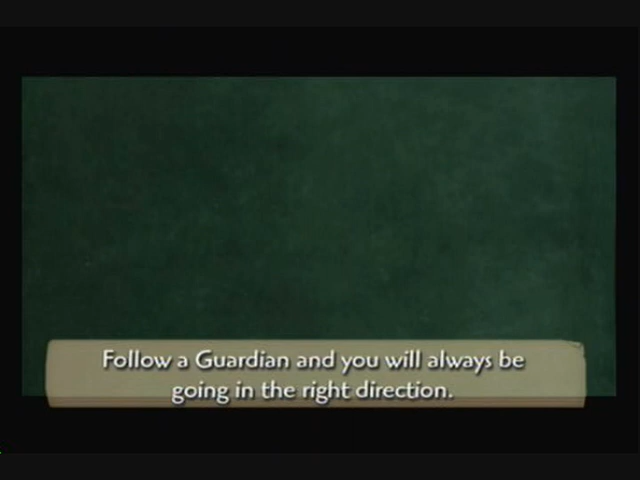 Follow a Guardian and you will always be
going in the right direction.